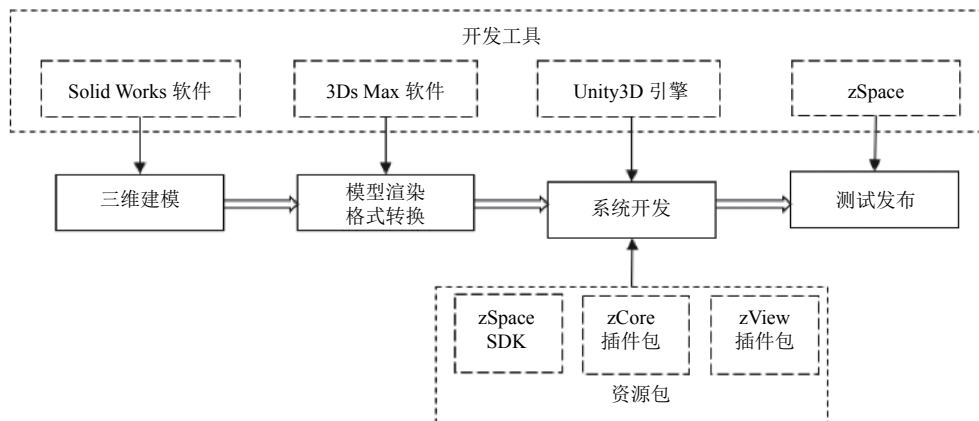 开发工具
Solid Works 软件
3Ds Max 软件
Unity3D 引擎
zSpace
三维建模
模型渲染
格式转换
系统开发
测试发布
zSpace
SDK
zCore
插件包
zView
插件包
资源包